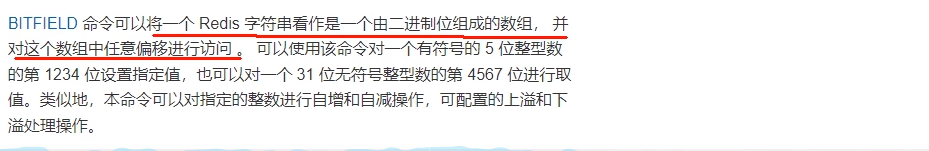 BITFIELD 命令可以将一个 Redis 字符串看作是一个由二进制位组成的数组， 并
对这个数组中任意偏移进行访问 。 可以使用该命令对一个有符号的 5 位整型数
的第 1234 位设置指定值，也可以对一个 31 位无符号整型数的第 4567 位进行取
值。类似地，本命令可以对指定的整数进行自增和自减操作，可配置的上溢和下
溢处理操作。